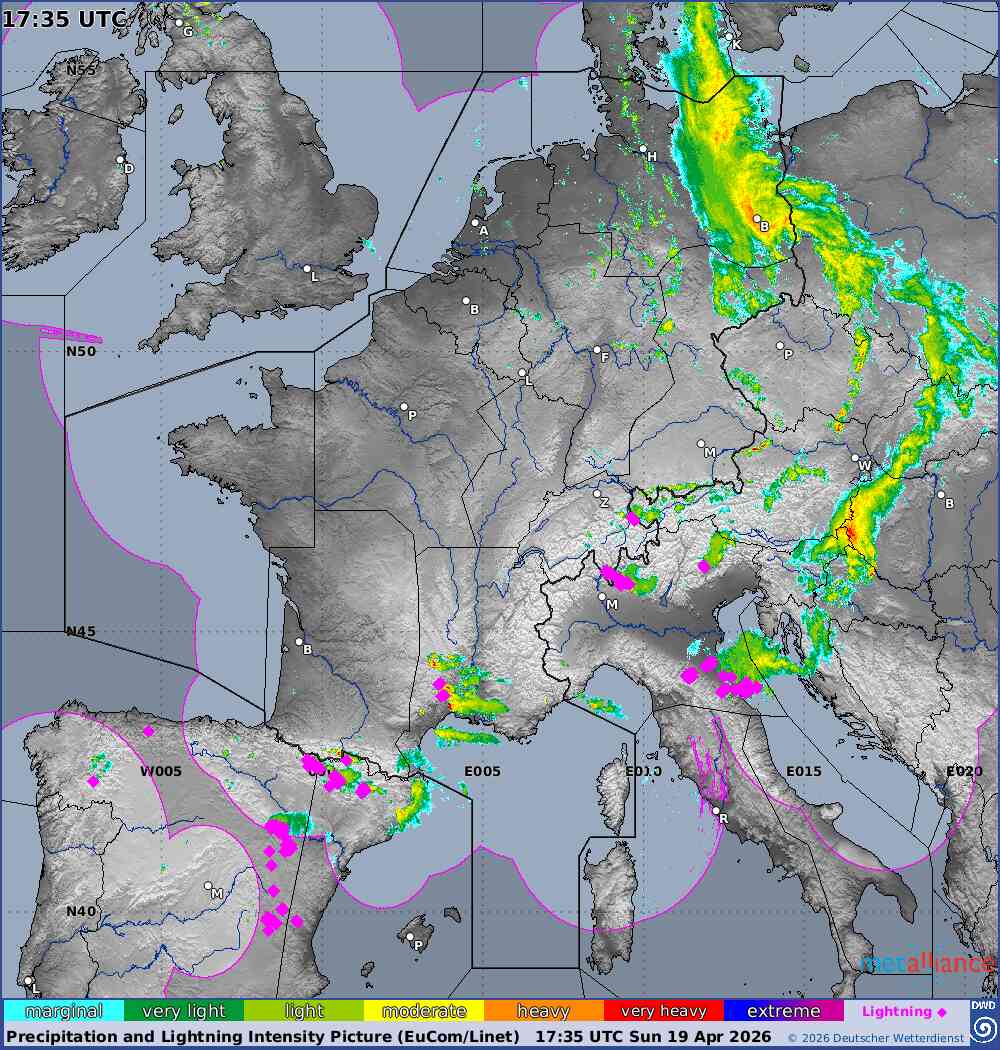 17:35 UTC
G
K
N55
H
D
B
A
L
B
N50
P
F
L
P
M
W
Z
B
M
N45
B
W005
E005
E010
E015
E020
R
M
N40
P
L
metalliance
marginal very light light moderate heavy very heavy extreme Lightning ◆
DWD
Precipitation and Lightning Intensity Picture (EuCom/Linet) 17:35 UTC Sun 19 Apr 2026 © 2026 Deutscher Wetterdienst